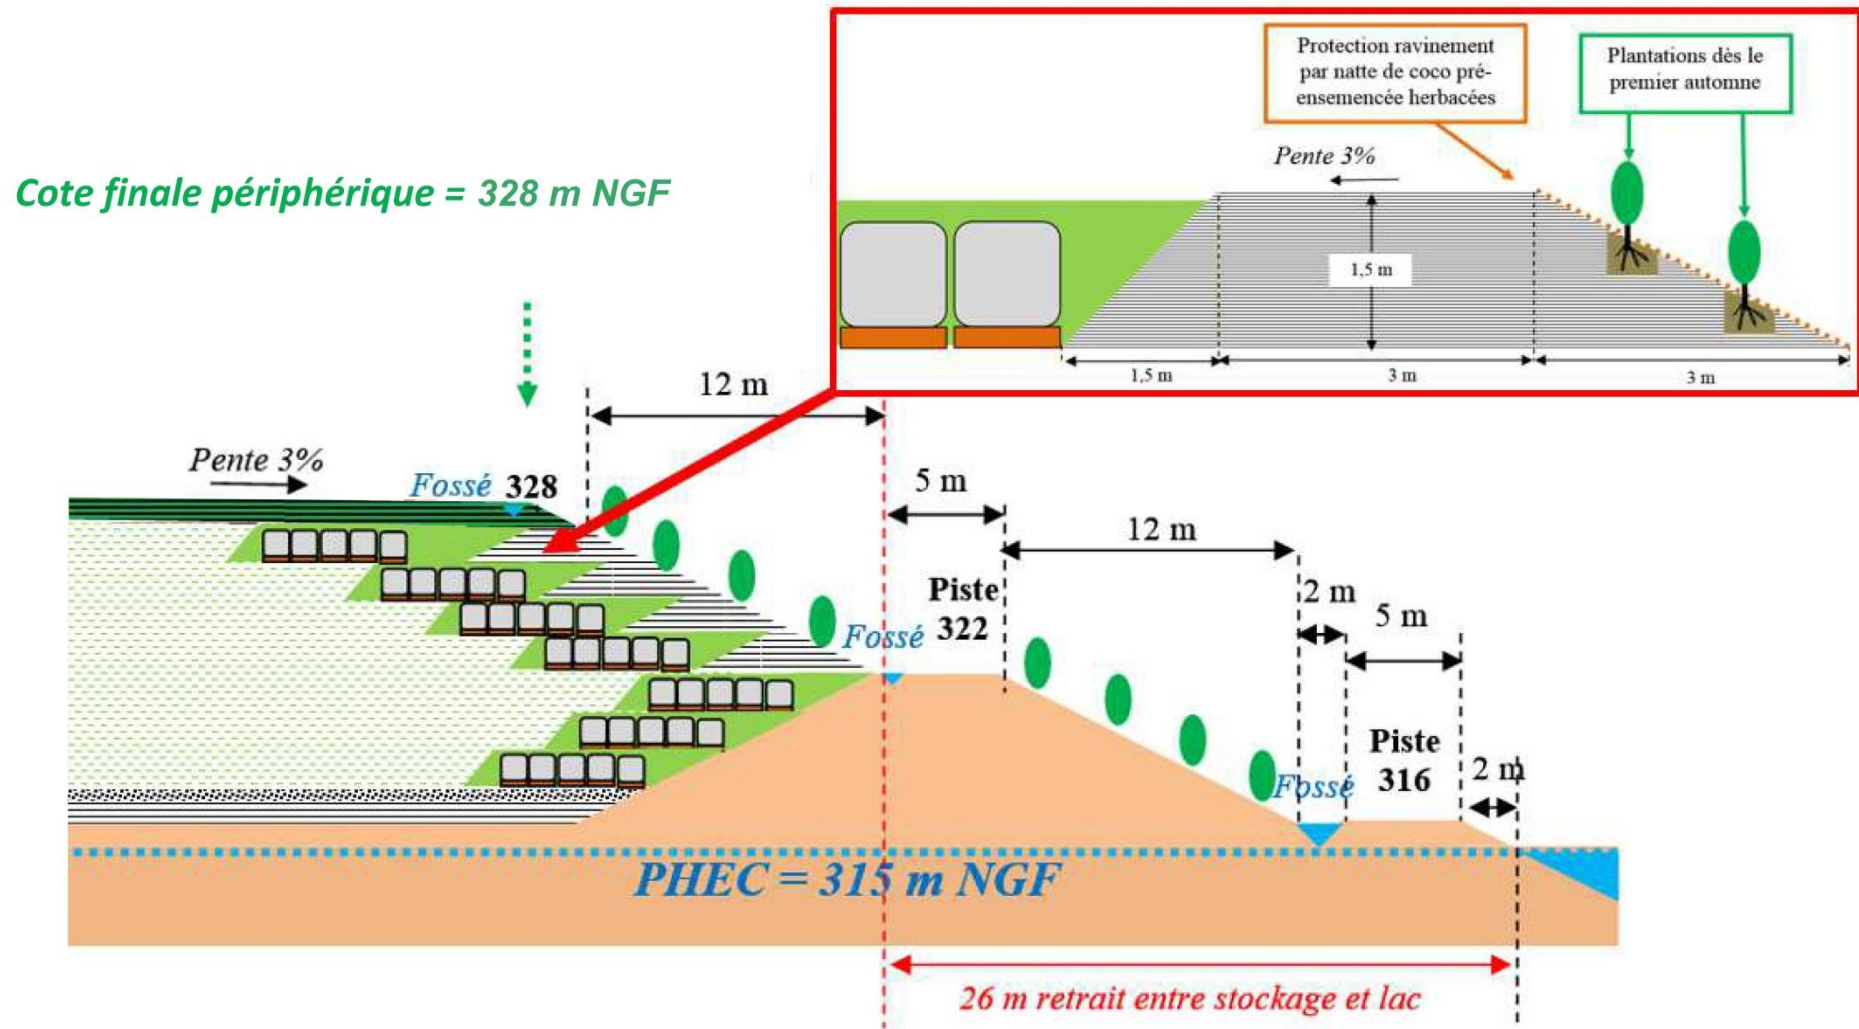 Protection ravinement
par natte de coco pré-
ensemencée herbacées
Plantations dès le
premier automne
Pente 3%
1,5 m
1,5 m
3 m
3 m
Cote finale périphérique = 328 m NGF
12 m
Pente 3%
Fossé 328
5 m
12 m
Piste
322
Fossé
2 m
5 m
Piste
316
Fossé
2 m
PHEC = 315 m NGF
26 m retrait entre stockage et lac